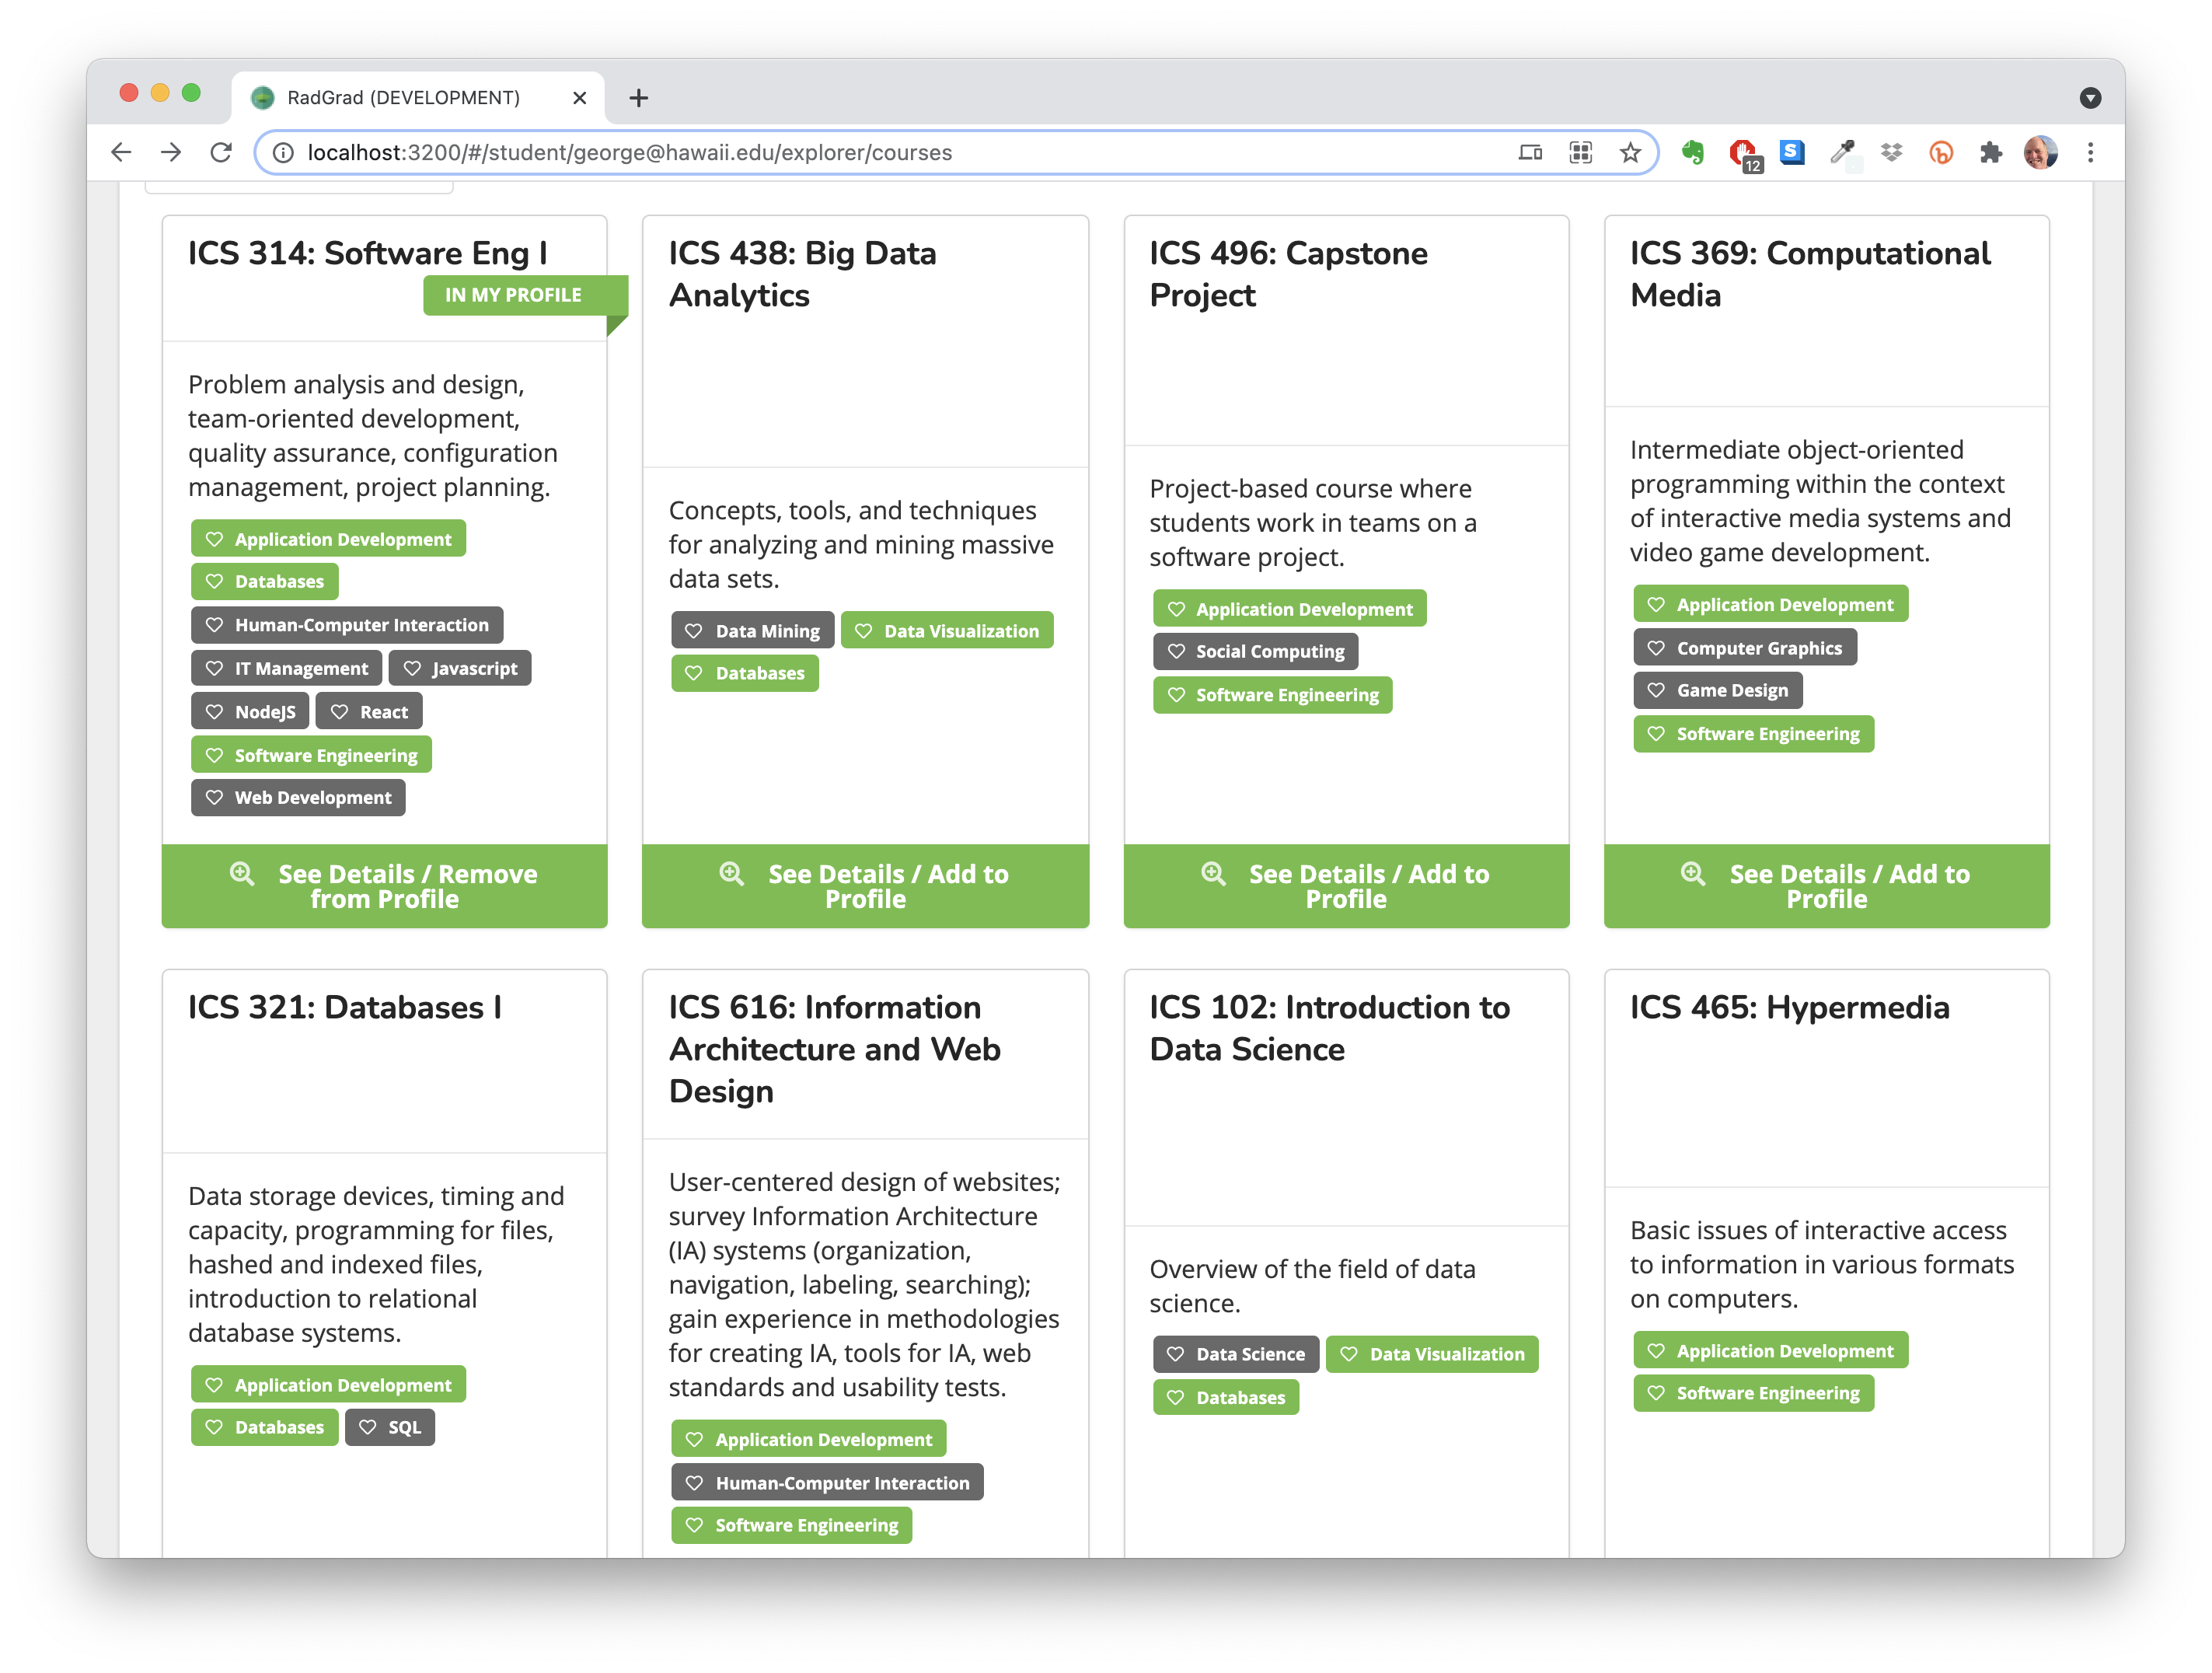 RadGrad (DEVELOPMENT)
localhost:3200/#/student/george@hawaii.edu/explorer/courses
12
S
ICS 314: Software Eng I
IN MY PROFILE
Problem analysis and design,
team-oriented development,
quality assurance, configuration
management, project planning.
Application Development
Databases
Human-Computer Interaction
IT Management
Javascript
NodeJS
React
Software Engineering
Web Development
See Details / Remove
from Profile
ICS 438: Big Data
Analytics
Concepts, tools, and techniques
for analyzing and mining massive
data sets.
Data Mining
Data Visualization
Databases
See Details / Add to
Profile
ICS 496: Capstone
Project
Project-based course where
students work in teams on a
software project.
Application Development
Social Computing
Software Engineering
See Details / Add to
Profile
ICS 369: Computational
Media
Intermediate object-oriented
programming within the context
of interactive media systems and
video game development.
Application Development
Computer Graphics
Game Design
Software Engineering
See Details / Add to
Profile
ICS 321: Databases I
Data storage devices, timing and
capacity, programming for files,
hashed and indexed files,
introduction to relational
database systems.
Application Development
Databases
SQL
ICS 616: Information
Architecture and Web
Design
User-centered design of websites;
survey Information Architecture
(IA) systems (organization,
navigation, labeling, searching);
gain experience in methodologies
for creating IA, tools for IA, web
standards and usability tests.
Application Development
Human-Computer Interaction
Software Engineering
ICS 102: Introduction to
Data Science
Overview of the field of data
science.
Data Science
Data Visualization
Databases
ICS 465: Hypermedia
Basic issues of interactive access
to information in various formats
on computers.
Application Development
Software Engineering